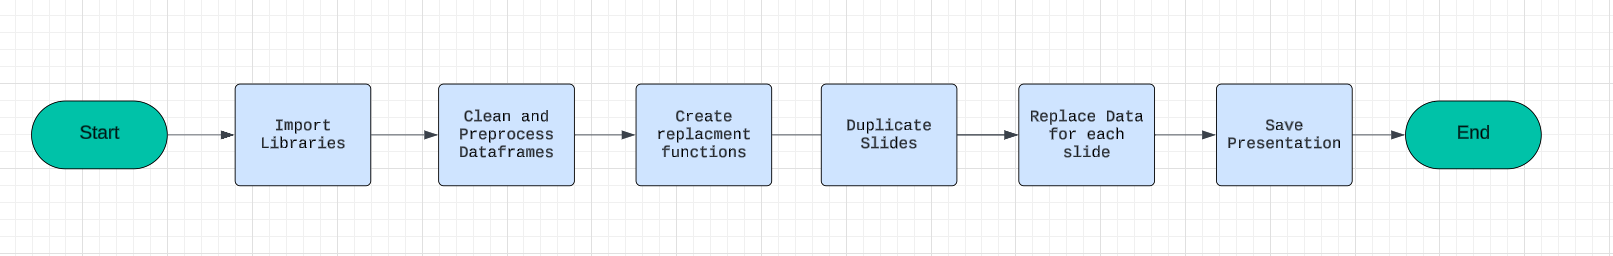 Start
Import
Libraries
Clean and
Preprocess
Dataframes
Create
replacment
functions
Duplicate
Slides
Replace Data
for each
slide
Save
Presentation
End